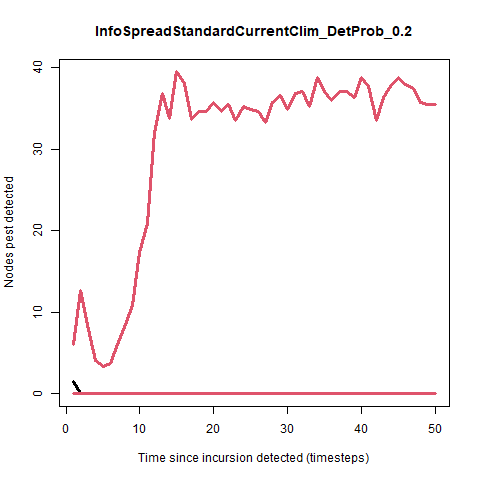 InfoSpreadStandardCurrentClim_DetProb_0.2
Nodes pest detected
40
30
20
10
0
0 10 20 30 40 50
Time since incursion detected (timesteps)